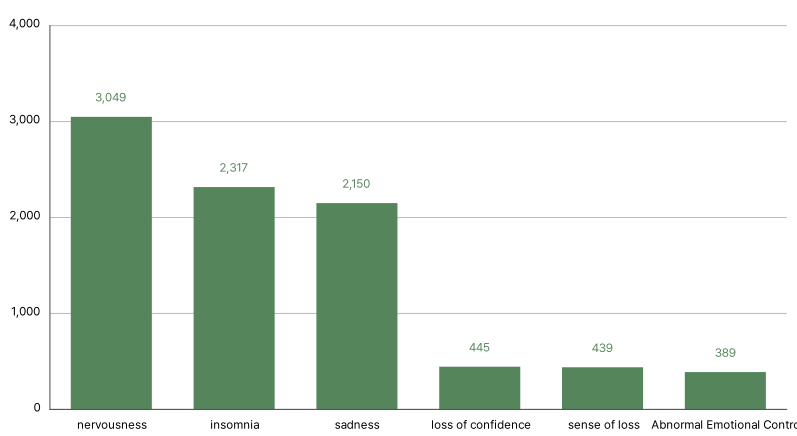 4,000
3,000
2,000
1,000
0
3,049
2,317
2,150
445
439
389
nervousness
insomnia
sadness
loss of confidence
sense of loss
Abnormal Emotional Contro